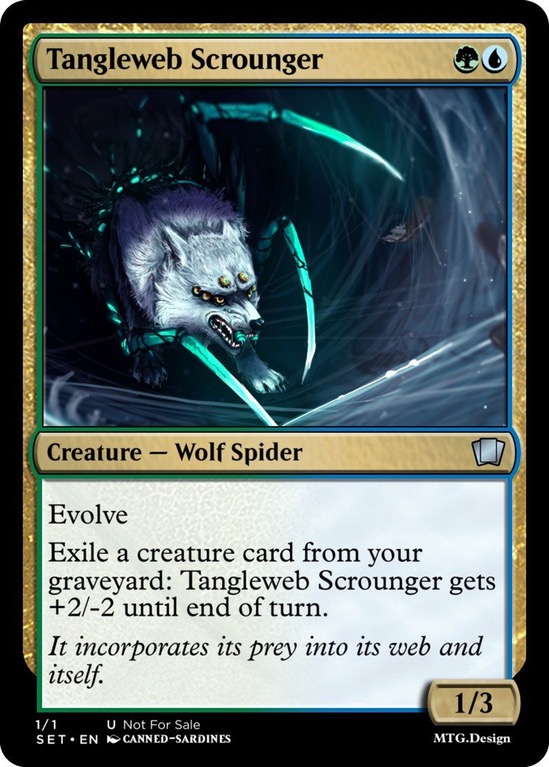 Tangleweb Scrounger
Creature — Wolf Spider
Evolve
Exile a creature card from your
graveyard: Tangleweb Scrounger gets
+2/-2 until end of turn.
It incorporates its prey into its web and
itself.
1/3
1/1 U Not For Sale
SET • EN CANNED-SARDINES MTG.Design